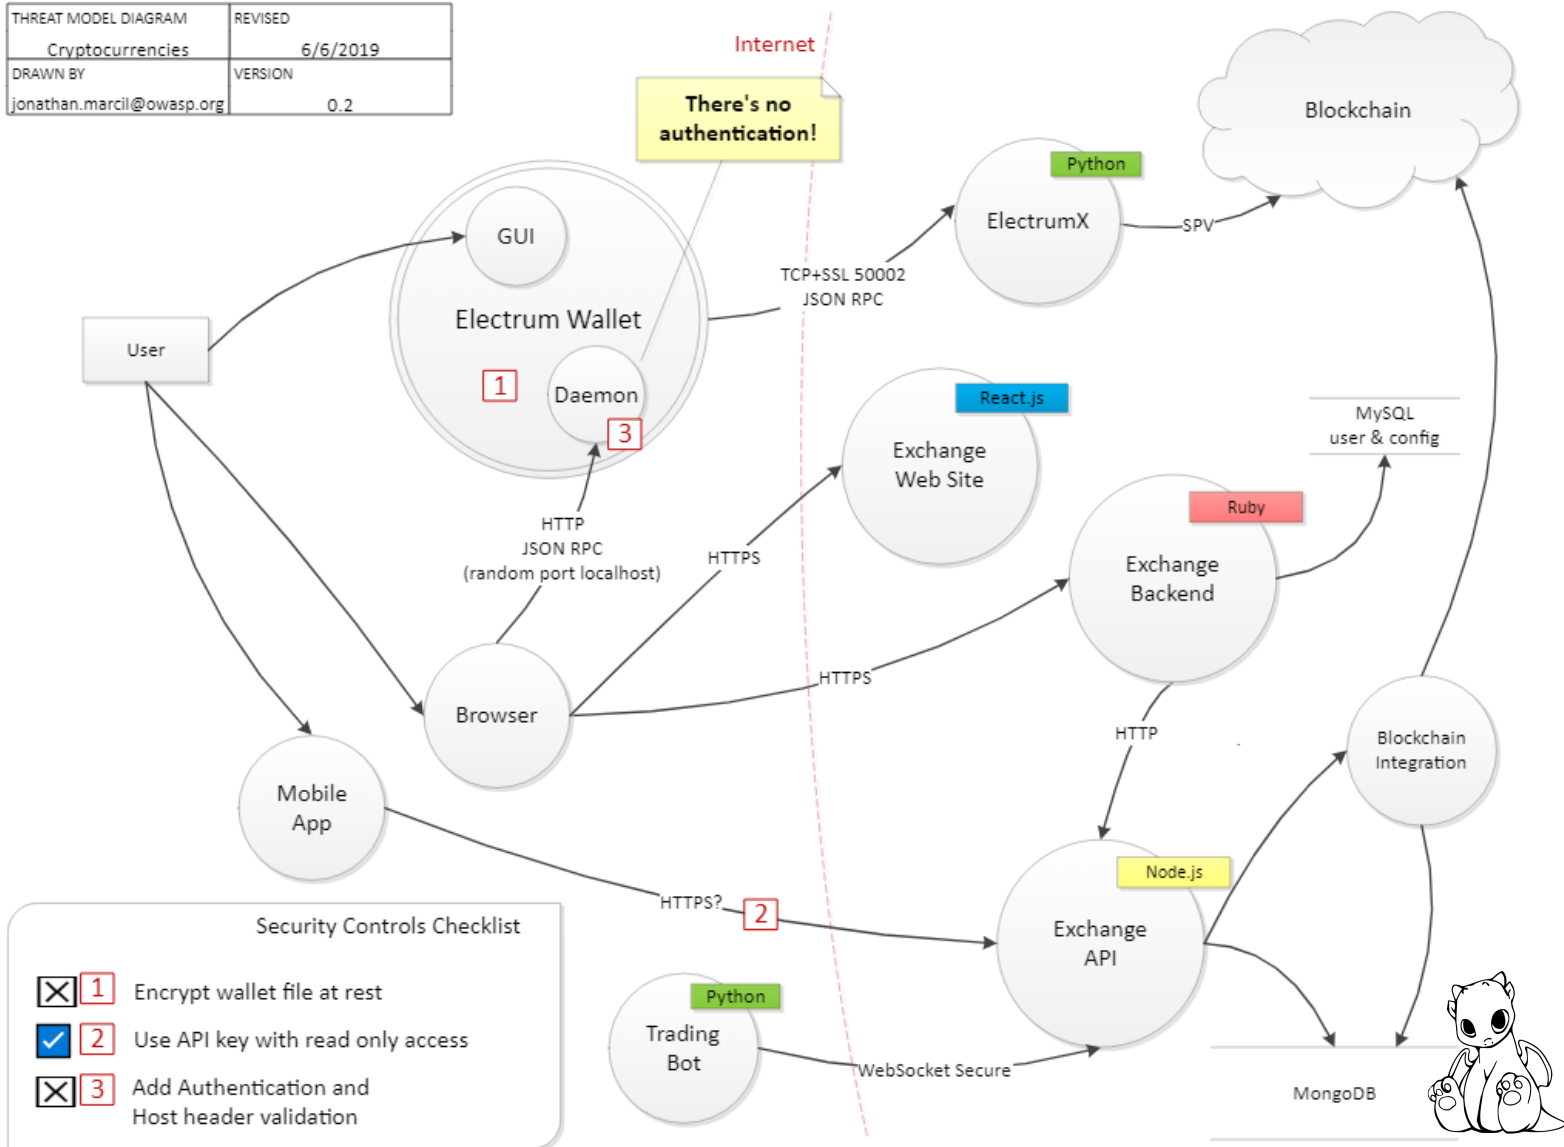 THREAT MODEL DIAGRAM
REVISED
Cryptocurrencies
6/6/2019
DRAWN BY
VERSION
jonathan.marcil@owasp.org
0.2
Internet
There's no
authentication!
Blockchain
Python
ElectrumX
SPV
GUI
TCP+SSL 50002
JSON RPC
Electrum Wallet
User
1
Daemon
3
React.js
Exchange
Web Site
MySQL
user & config
Ruby
Exchange
Backend
HTTP
JSON RPC
(random port localhost)
HTTPS
HTTPS
Browser
HTTP
Blockchain
Integration
Mobile
App
Node.js
HTTPS?
2
Exchange
API
Security Controls Checklist
1 Encrypt wallet file at rest
2 Use API key with read only access
3 Add Authentication and
Host header validation
Python
Trading
Bot
WebSocket Secure
MongoDB